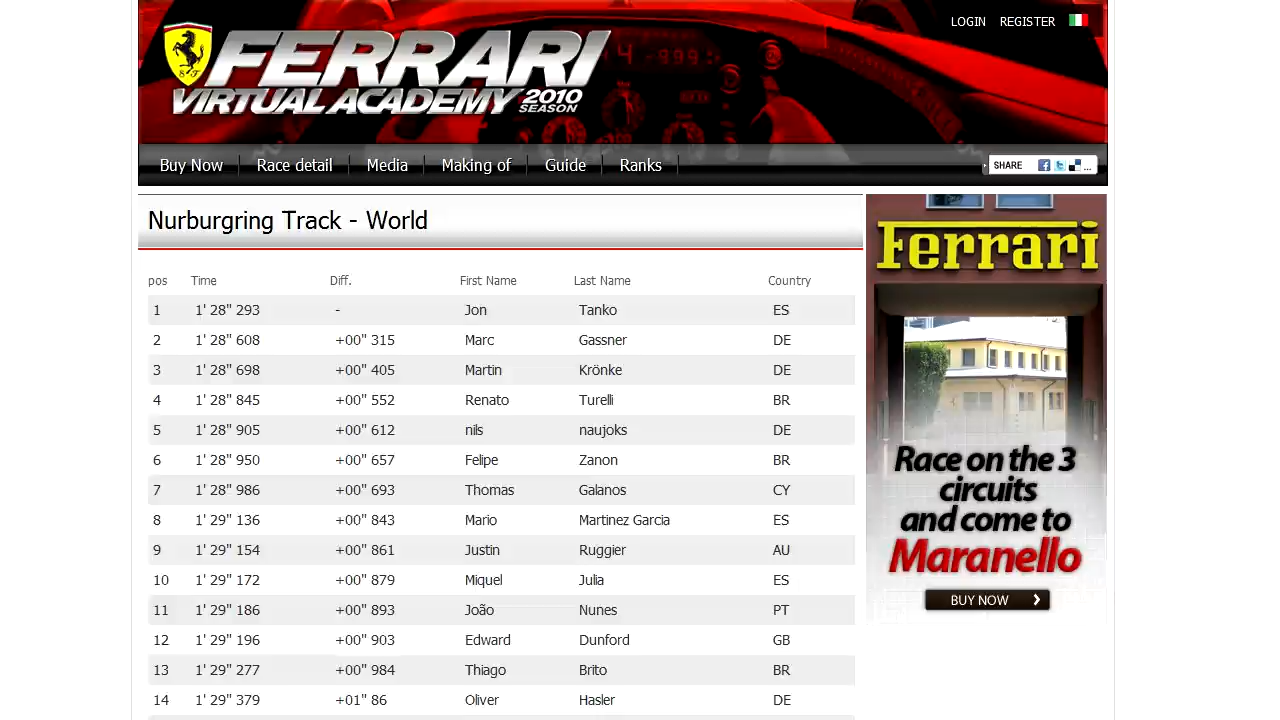 LOGIN REGISTER
FERRARI
VIRTUAL ACADEMY 2010 SEASON
Buy Now Race detail Media Making of Guide Ranks SHARE ...
Nurburgring Track - World
Ferrari
pos Time Diff. First Name Last Name Country
1 1' 28" 293 - Jon Tanko ES
2 1' 28" 608 +00" 315 Marc Gassner DE
3 1' 28" 698 +00" 405 Martin Krönke DE
4 1' 28" 845 +00" 552 Renato Turelli BR
5 1' 28" 905 +00" 612 nils naujoks DE
6 1' 28" 950 +00" 657 Felipe Zanon BR
7 1' 28" 986 +00" 693 Thomas Galanos CY
8 1' 29" 136 +00" 843 Mario Martinez Garcia ES
9 1' 29" 154 +00" 861 Justin Ruggier AU
10 1' 29" 172 +00" 879 Miquel Julia ES
11 1' 29" 186 +00" 893 João Nunes PT
12 1' 29" 196 +00" 903 Edward Dunford GB
13 1' 29" 277 +00" 984 Thiago Brito BR
14 1' 29" 379 +01" 86 Oliver Hasler DE
Race on the 3
circuits
and come to
Maranello
BUY NOW